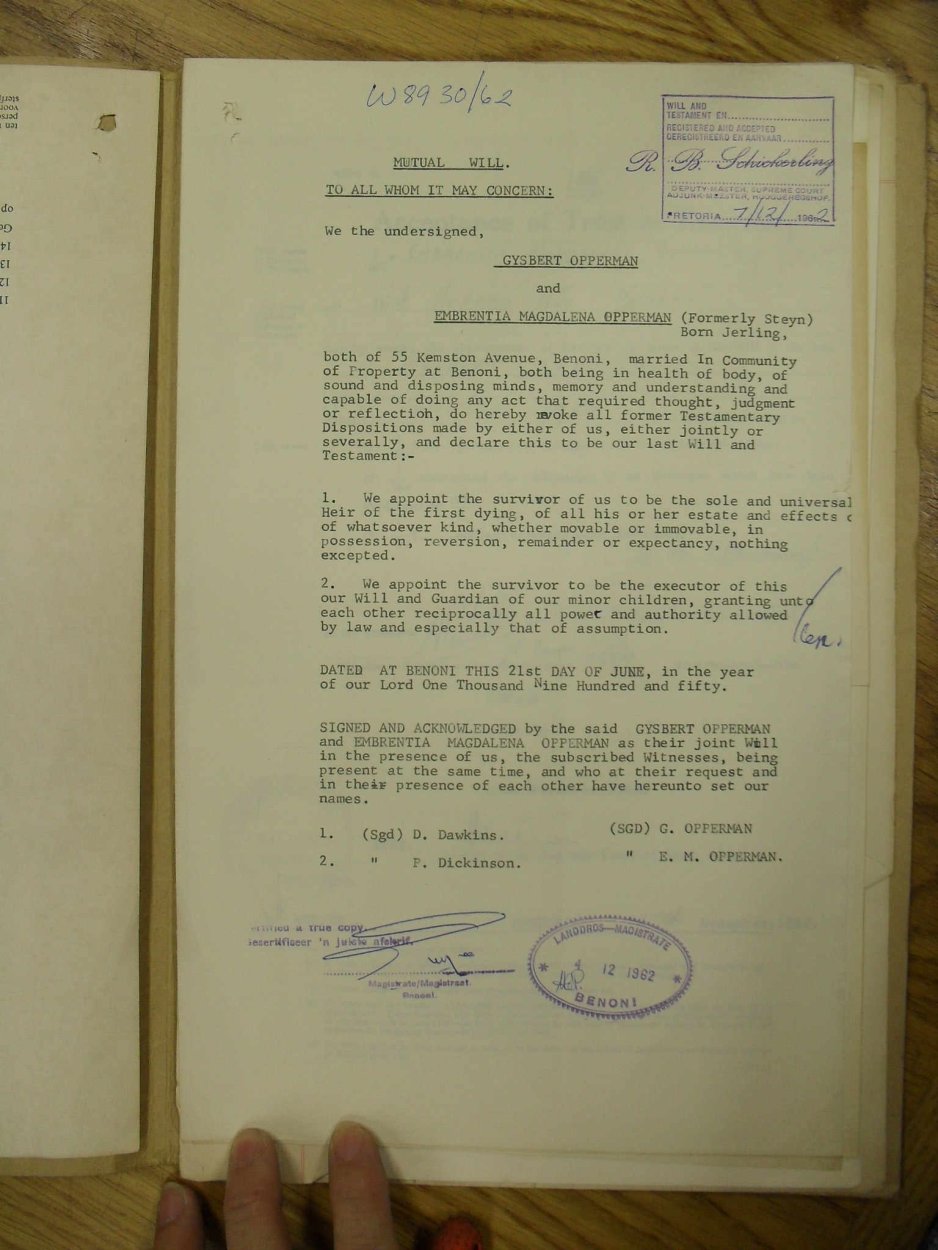 W8930/62
WILL AND
TESTAMENT EN
REGISTERED AND ACCEPTED
GEREGISTREERD EN AANVAAR
R. B. Schickerling
DEPUTY-MASTER, SUPREME COURT
ADJUNK-MEESTER, HOOGGEREGSHOF.
PRETORIA 7/12/1962
MUTUAL WILL.
TO ALL WHOM IT MAY CONCERN:
We the undersigned,
GYSBERT OPPERMAN
and
EMBRENTIA MAGDALENA OPPERMAN (Formerly Steyn)
Born Jerling,
both of 55 Kemston Avenue, Benoni, married In Community
of Property at Benoni, both being in health of body, of
sound and disposing minds, memory and understanding and
capable of doing any act that required thought, judgment
or reflection, do hereby revoke all former Testamentary
Dispositions made by either of us, either jointly or
severally, and declare this to be our last Will and
Testament:-
1. We appoint the survivor of us to be the sole and universal
Heir of the first dying, of all his or her estate and effects
of whatsoever kind, whether movable or immovable, in
possession, reversion, remainder or expectancy, nothing
excepted.
2. We appoint the survivor to be the executor of this
our Will and Guardian of our minor children, granting unto
each other reciprocally all power and authority allowed
by law and especially that of assumption.
DATED AT BENONI THIS 21st DAY OF JUNE, in the year
of our Lord One Thousand Nine Hundred and fifty.
SIGNED AND ACKNOWLEDGED by the said GYSBERT OPPERMAN
and EMBRENTIA MAGDALENA OPPERMAN as their joint Will
in the presence of us, the subscribed Witnesses, being
present at the same time, and who at their request and
in their presence of each other have hereunto set our
names.
1. (Sgd) D. Dawkins. (SGD) G. OPPERMAN
2. " P. Dickinson. " E. M. OPPERMAN.
ertified a true copy.
esertifiseer 'n juiste afskrif.
Magistrate/Magistraat
Benoni.
LANDDROS—MAGISTRATE
4 12 1962
BENONI
op
14
13
12
11